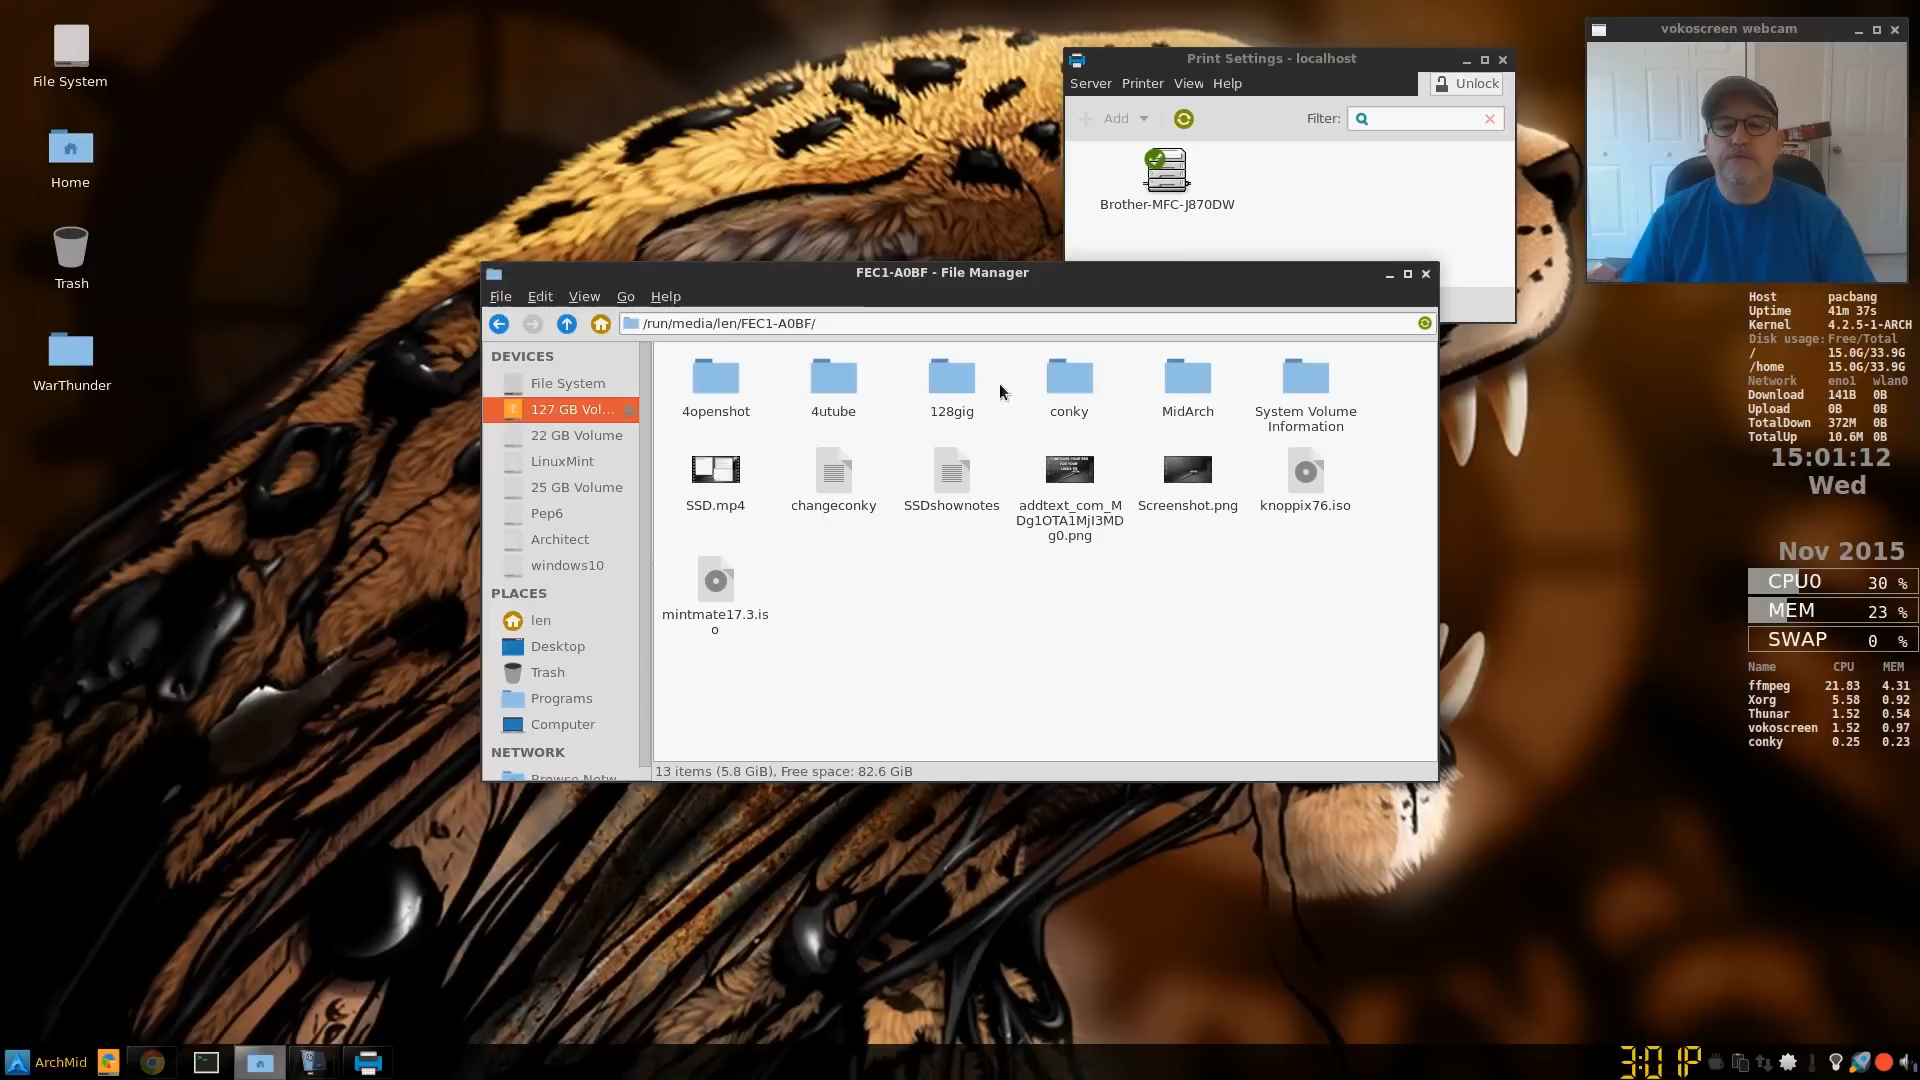 File System
Home
Trash
WarThunder
Print Settings - localhost
Server Printer View Help
Unlock
Add
Filter:
Brother-MFC-J870DW
vokoscreen webcam
FEC1-A0BF - File Manager
File Edit View Go Help
/run/media/len/FEC1-A0BF/
DEVICES
File System
127 GB Vol...
22 GB Volume
LinuxMint
25 GB Volume
Pep6
Architect
windows10
PLACES
len
Desktop
Trash
Programs
Computer
NETWORK
Browse Netw
4openshot
4utube
128gig
conky
MidArch
System Volume
Information
SSD.mp4
changeconky
SSDshownotes
addtext_com_M
Dg1OTA1MjI3MD
g0.png
Screenshot.png
knoppix76.iso
mintmate17.3.is
o
13 items (5.8 GiB), Free space: 82.6 GiB
Host pacbang
Uptime 41m 37s
Kernel 4.2.5-1-ARCH
Disk usage: Free/Total
/ 15.0G/33.9G
/home 15.0G/33.9G
Network eno1 wlan0
Download 141B 0B
Upload 0B 0B
TotalDown 372M 0B
TotalUp 10.6M 0B
15:01:12
Wed
Nov 2015
CPU0 30 %
MEM 23 %
SWAP 0 %
Name CPU MEM
ffmpeg 21.83 4.31
Xorg 5.58 0.92
Thunar 1.52 0.54
vokoscreen 1.52 0.97
conky 0.25 0.23
ArchMid
3:01P